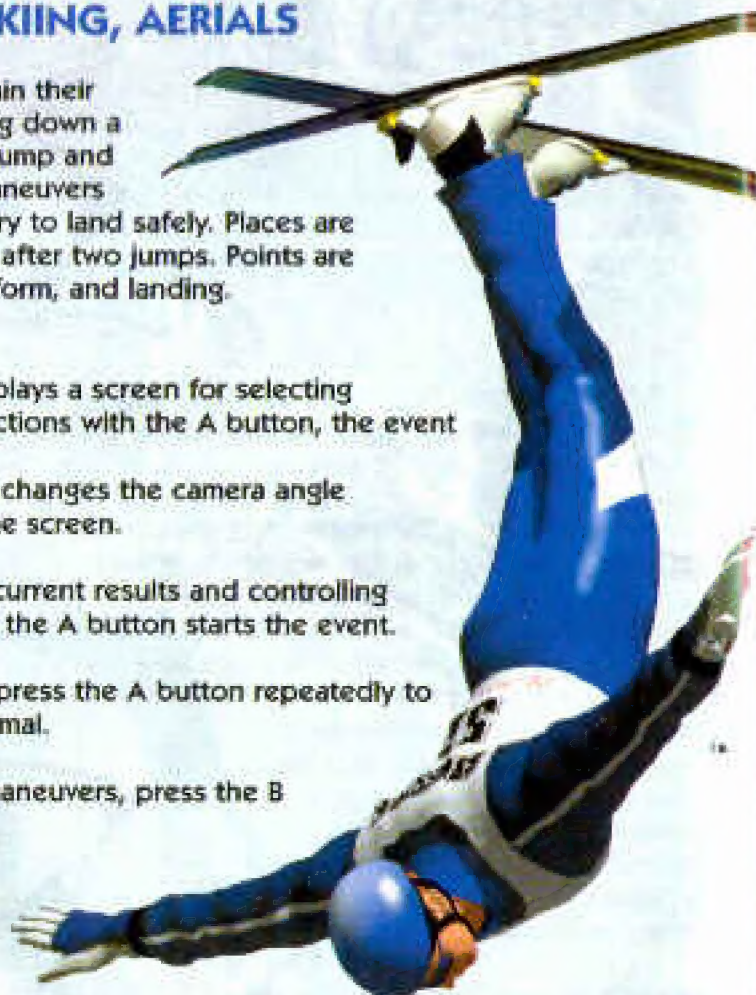 KIING, AERIALS
in their
g down a
ump and
aneuvers
ry to land safely. Places are
after two jumps. Points are
form, and landing.
plays a screen for selecting
ctions with the A button, the event
changes the camera angle
e screen.
current results and controlling
the A button starts the event.
press the A button repeatedly to
mal.
aneuvers, press the B